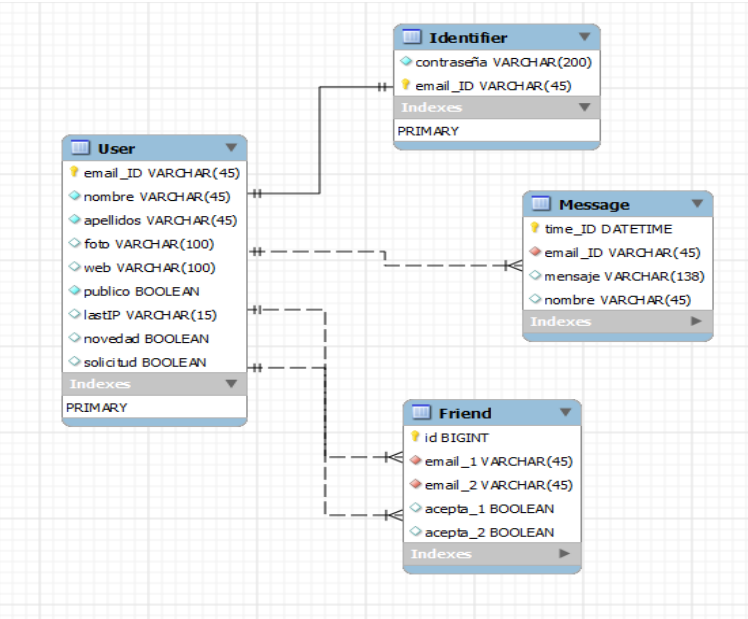 Identifier
contraseña VARCHAR(200)
email_ID VARCHAR(45)
Indexes
PRIMARY
User
email_ID VARCHAR(45)
nombre VARCHAR(45)
apellidos VARCHAR(45)
foto VARCHAR(100)
web VARCHAR(100)
publico BOOLEAN
lastIP VARCHAR(15)
novedad BOOLEAN
solicitud BOOLEAN
Indexes
PRIMARY
Message
time_ID DATETIME
email_ID VARCHAR(45)
mensaje VARCHAR(138)
nombre VARCHAR(45)
Indexes
Friend
id BIGINT
email_1 VARCHAR(45)
email_2 VARCHAR(45)
acepta_1 BOOLEAN
acepta_2 BOOLEAN
Indexes